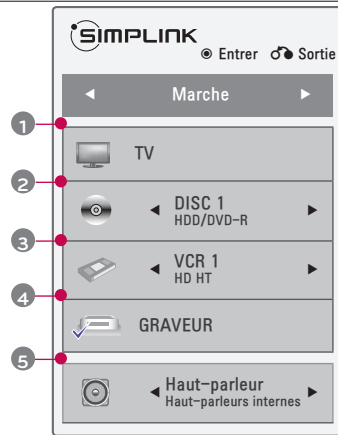 SIMPLINK
Entrer Sortie
◄ Marche ►
1
TV
2
◄ DISC 1 ►
HDD/DVD-R
3
◄ VCR 1 ►
HD HT
4
GRAVEUR
5
◄ Haut-parleur ►
Haut-parleurs internes